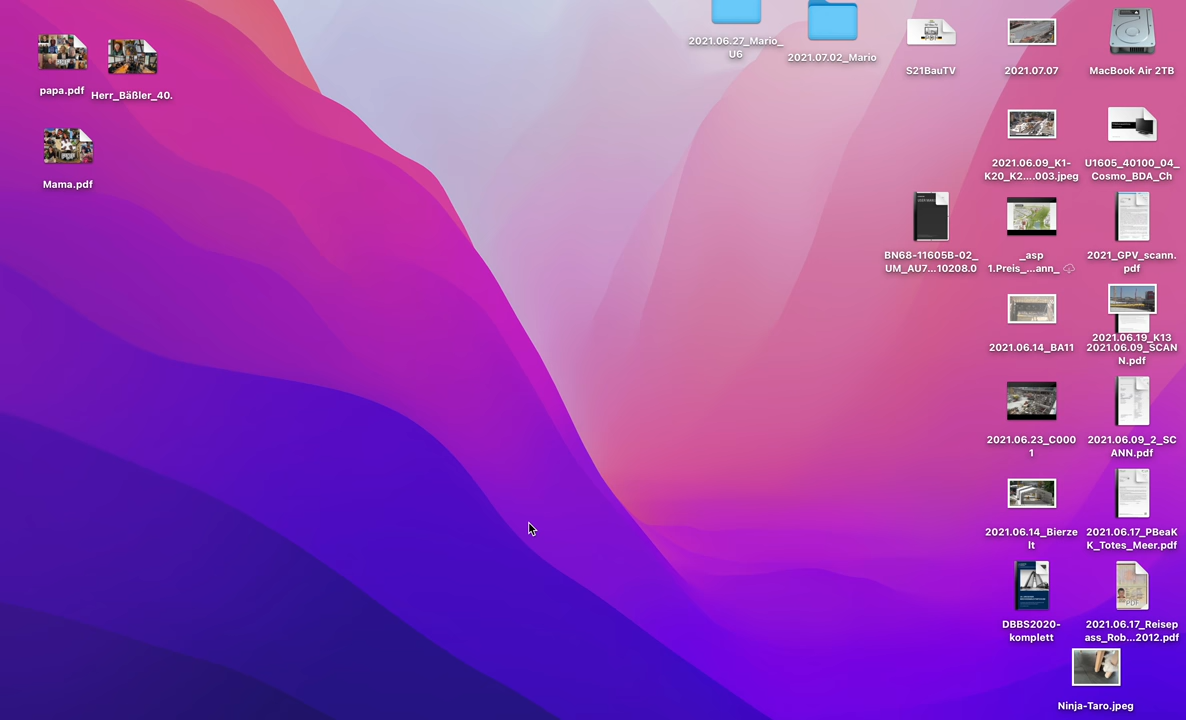 papa.pdf
Herr_Bäßler_40.
Mama.pdf
2021.06.27_Mario_
U6
2021.07.02_Mario
S21BauTV
2021.07.07
MacBook Air 2TB
2021.06.09_K1-
K20_K2....003.jpeg
U1605_40100_04_
Cosmo_BDA_Ch
BN68-11605B-02_
UM_AU7...10208.0
_asp
1.Preis_...ann_
2021_GPV_scann.
pdf
2021.06.14_BA11
2021.06.19_K13
2021.06.09_SCAN
N.pdf
2021.06.23_C000
1
2021.06.09_2_SC
ANN.pdf
2021.06.14_Bierze
lt
2021.06.17_PBeaK
K_Totes_Meer.pdf
DBBS2020-
komplett
PDF
2021.06.17_Reisep
ass_Rob...2012.pdf
Ninja-Taro.jpeg